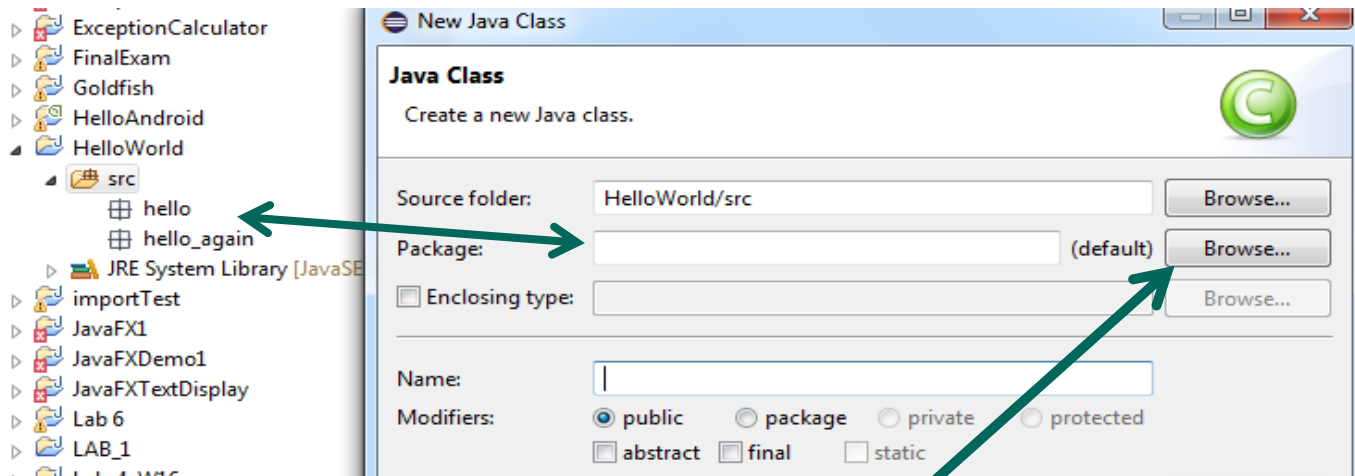 ExceptionCalculator
FinalExam
Goldfish
HelloAndroid
HelloWorld
src
hello
hello_again
JRE System Library [JavaSE
importTest
JavaFX1
JavaFXDemo1
JavaFXTextDisplay
Lab 6
LAB_1
New Java Class
Java Class
Create a new Java class.
Source folder: HelloWorld/src Browse...
Package: (default) Browse...
Enclosing type: Browse...
Name:
Modifiers: public package private protected
abstract final static